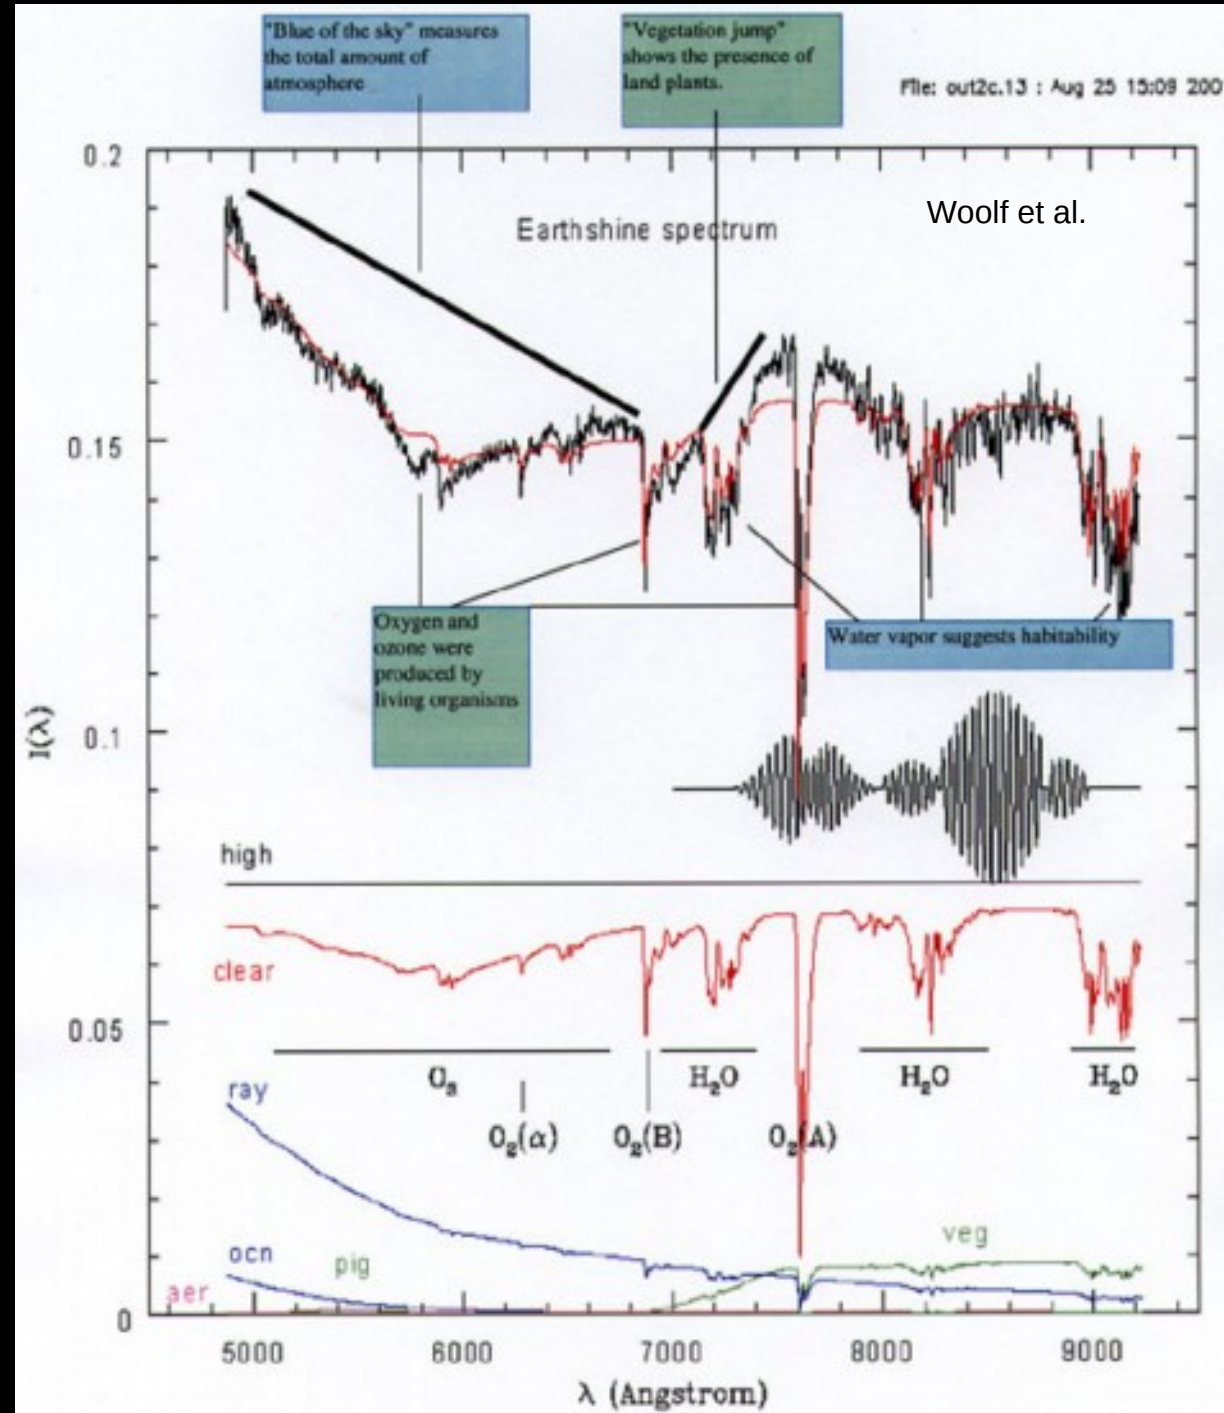 "Blue of the sky" measures
the total amount of
atmosphere
"Vegetation jump"
shows the presence of
land plants.
File: out2c.13 : Aug 25 15:09 200
Earthshine spectrum
Woolf et al.
0.2
0.15
0.1
0.05
0
I(λ)
Oxygen and
ozone were
produced by
living organisms
Water vapor suggests habitability
high
clear
O₃
H₂O
H₂O
H₂O
O₂(α)
O₂(B)
O₂(A)
ray
ocn
pig
aer
veg
5000
6000
7000
8000
9000
λ (Angstrom)